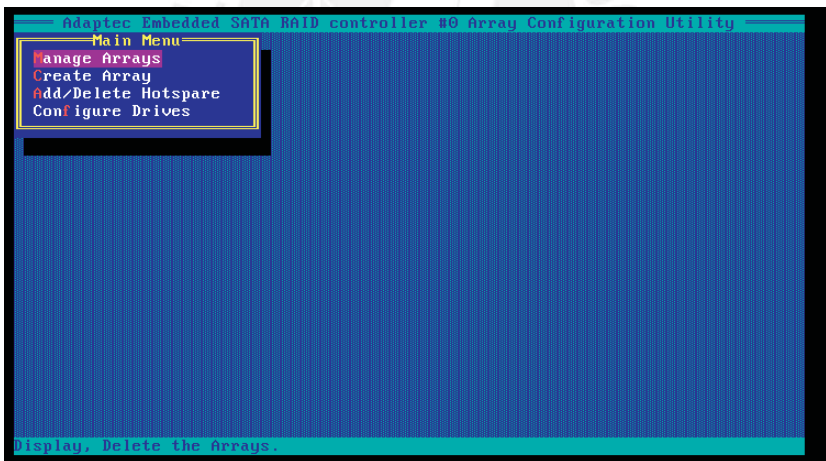 Adaptec Embedded SATA RAID controller #0 Array Configuration Utility
Main Menu
Manage Arrays
Create Array
Add/Delete Hotspare
Configure Drives
Display, Delete the Arrays.